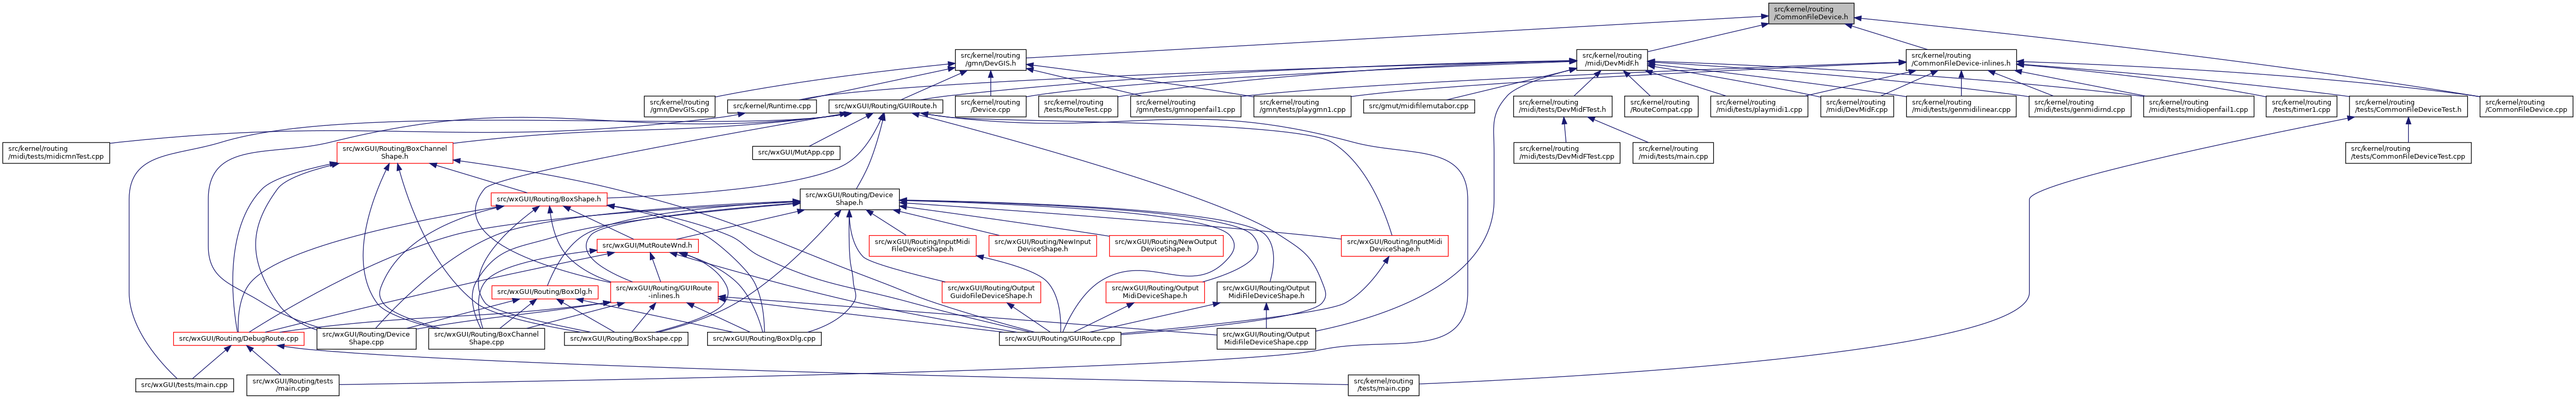 src/kernel/routing
/CommonFileDevice.h
src/kernel/routing
/gmn/DevGIS.h
src/kernel/routing
/midi/DevMidF.h
src/kernel/routing
/CommonFileDevice-inlines.h
src/kernel/routing
/gmn/DevGIS.cpp
src/kernel/Runtime.cpp
src/wxGUI/Routing/GUIRoute.h
src/kernel/routing
/Device.cpp
src/kernel/routing
/tests/RouteTest.cpp
src/kernel/routing
/gmn/tests/gmnopenfail1.cpp
src/kernel/routing
/gmn/tests/playgmn1.cpp
src/gmut/midifilemutabor.cpp
src/kernel/routing
/midi/tests/DevMidFTest.h
src/kernel/routing
/RouteCompat.cpp
src/kernel/routing
/midi/tests/playmidi1.cpp
src/kernel/routing
/midi/DevMidF.cpp
src/kernel/routing
/midi/tests/genmidilinear.cpp
src/kernel/routing
/midi/tests/genmidirnd.cpp
src/kernel/routing
/midi/tests/midiopenfail1.cpp
src/kernel/routing
/tests/timer1.cpp
src/kernel/routing
/tests/CommonFileDeviceTest.h
src/kernel/routing
/CommonFileDevice.cpp
src/kernel/routing
/midi/tests/midicmnTest.cpp
src/wxGUI/Routing/BoxChannel
Shape.h
src/wxGUI/MutApp.cpp
src/kernel/routing
/midi/tests/DevMidFTest.cpp
src/kernel/routing
/midi/tests/main.cpp
src/kernel/routing
/tests/CommonFileDeviceTest.cpp
src/wxGUI/Routing/BoxShape.h
src/wxGUI/Routing/Device
Shape.h
src/wxGUI/MutRouteWnd.h
src/wxGUI/Routing/InputMidi
FileDeviceShape.h
src/wxGUI/Routing/NewInput
DeviceShape.h
src/wxGUI/Routing/NewOutput
DeviceShape.h
src/wxGUI/Routing/InputMidi
DeviceShape.h
src/wxGUI/Routing/BoxDlg.h
src/wxGUI/Routing/GUIRoute
-inlines.h
src/wxGUI/Routing/Output
GuidoFileDeviceShape.h
src/wxGUI/Routing/Output
MidiDeviceShape.h
src/wxGUI/Routing/Output
MidiFileDeviceShape.h
src/wxGUI/Routing/DebugRoute.cpp
src/wxGUI/Routing/Device
Shape.cpp
src/wxGUI/Routing/BoxChannel
Shape.cpp
src/wxGUI/Routing/BoxShape.cpp
src/wxGUI/Routing/BoxDlg.cpp
src/wxGUI/Routing/GUIRoute.cpp
src/wxGUI/Routing/Output
MidiFileDeviceShape.cpp
src/wxGUI/tests/main.cpp
src/wxGUI/Routing/tests
/main.cpp
src/kernel/routing
/tests/main.cpp